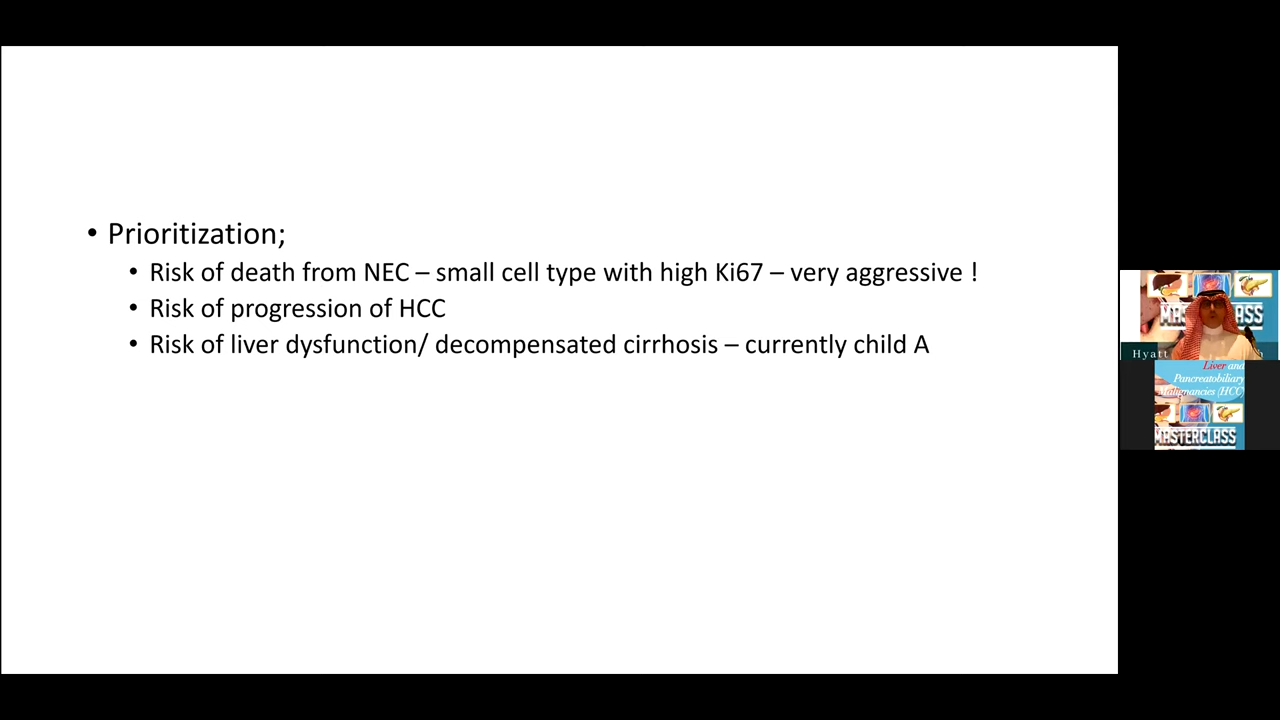 • Prioritization;
• Risk of death from NEC – small cell type with high Ki67 – very aggressive !
• Risk of progression of HCC
• Risk of liver dysfunction/ decompensated cirrhosis – currently child A
MASTERCLASS
Hyatt
Liver and
Pancreatobiliary
Malignancies (HCC)
MASTERCLASS